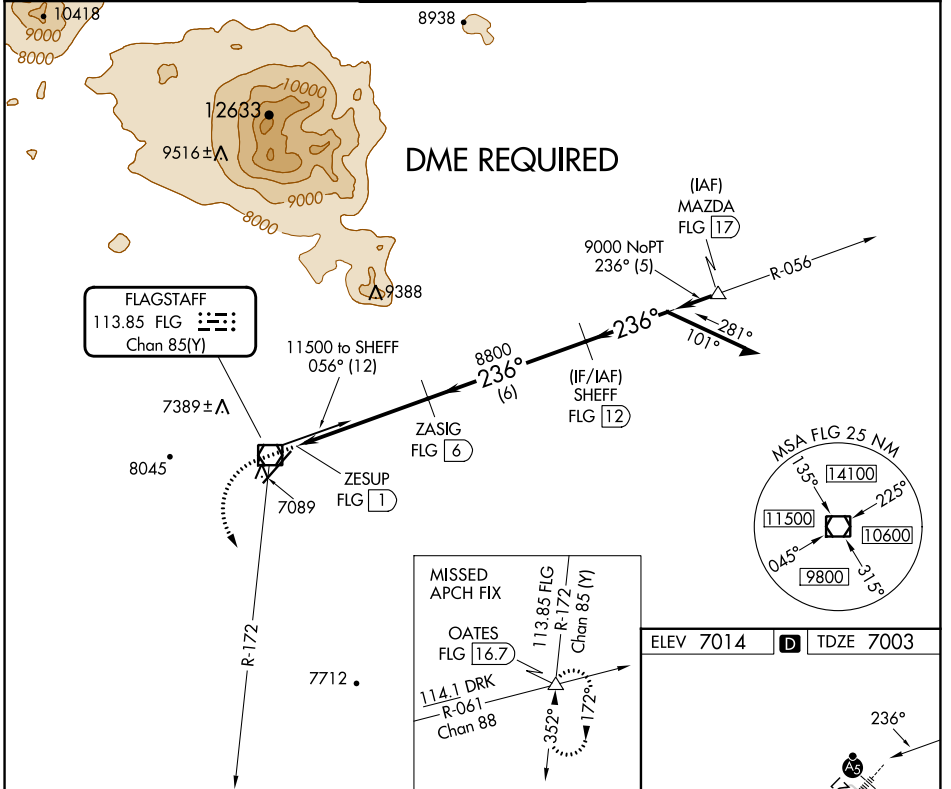 10418
9000
8000
8938
10000
12633
9516±
9000
8000
9388
DME REQUIRED
(IAF)
MAZDA
FLG 17
9000 NoPT
236° (5)
R-056
236°
281°
101°
FLAGSTAFF
113.85 FLG
Chan 85(Y)
11500 to SHEFF
056° (12)
8800
236°
(6)
(IF/IAF)
SHEFF
FLG 12
7389±
ZASIG
FLG 6
8045
ZESUP
FLG 1
7089
MSA FLG 25 NM
135°
14100
225°
11500
10600
045°
9800
315°
R-172
7712
MISSED
APCH FIX
113.85 FLG
R-172
Chan 85 (Y)
OATES
FLG 16.7
114.1 DRK
R-061
Chan 88
352°
172°
ELEV 7014
D
TDZE 7003
236°
A5